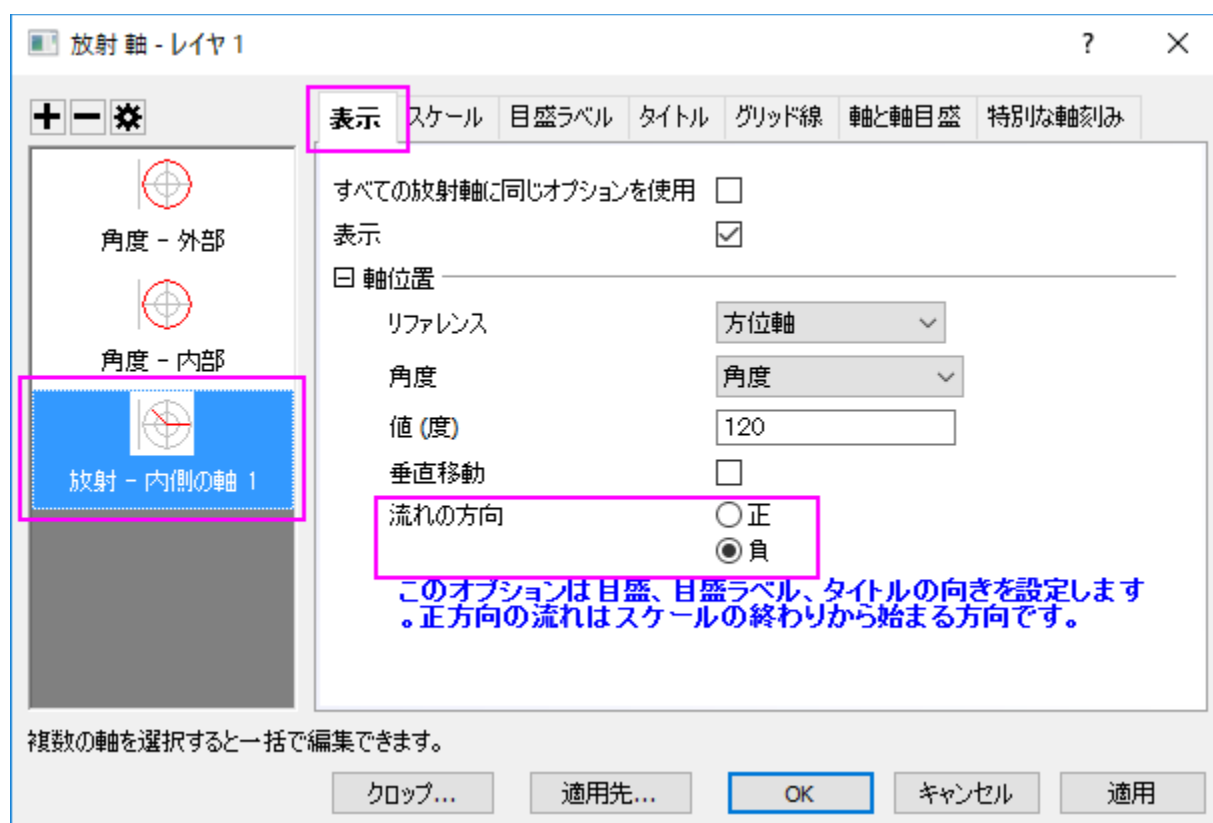 放射 軸 - レイヤ 1
?
表示 スケール 目盛ラベル タイトル グリッド線 軸と軸目盛 特別な軸刻み
角度 - 外部
角度 - 内部
放射 - 内側の軸 1
すべての放射軸に同じオプションを使用
表示
軸位置
リファレンス 方位軸
角度 角度
値 (度) 120
垂直移動
流れの方向 正
負
このオプションは目盛、目盛ラベル、タイトルの向きを設定します
。正方向の流れはスケールの終わりから始まる方向です。
複数の軸を選択すると一括で編集できます。
クロップ... 適用先... OK キャンセル 適用